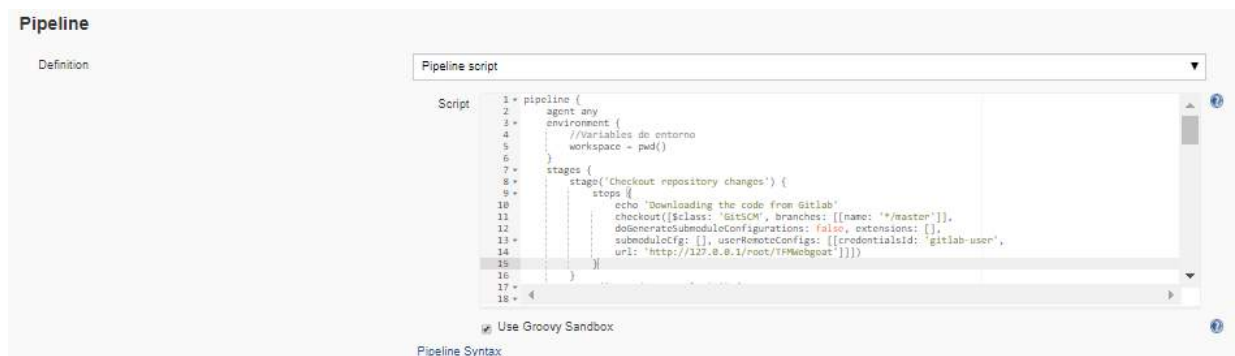 Pipeline
Definition
Pipeline script
Script
1 pipeline {
2 agent any
3 environment {
4 //Variables de entorno
5 workspace = pwd()
6 }
7 stages {
8 stage('Checkout repository changes') {
9 steps {
10 echo 'Downloading the code from Gitlab'
11 checkout([$class: 'GitSCM', branches: [[name: '*/master']],
12 doGenerateSubmoduleConfigurations: false, extensions: [],
13 submoduleCfg: [], userRemoteConfigs: [[credentialsId: 'gitlab-user',
14 url: 'http://127.0.0.1/root/TFMWebgoat']]])
15 }
16 }
17
18
Use Groovy Sandbox
Pipeline Syntax